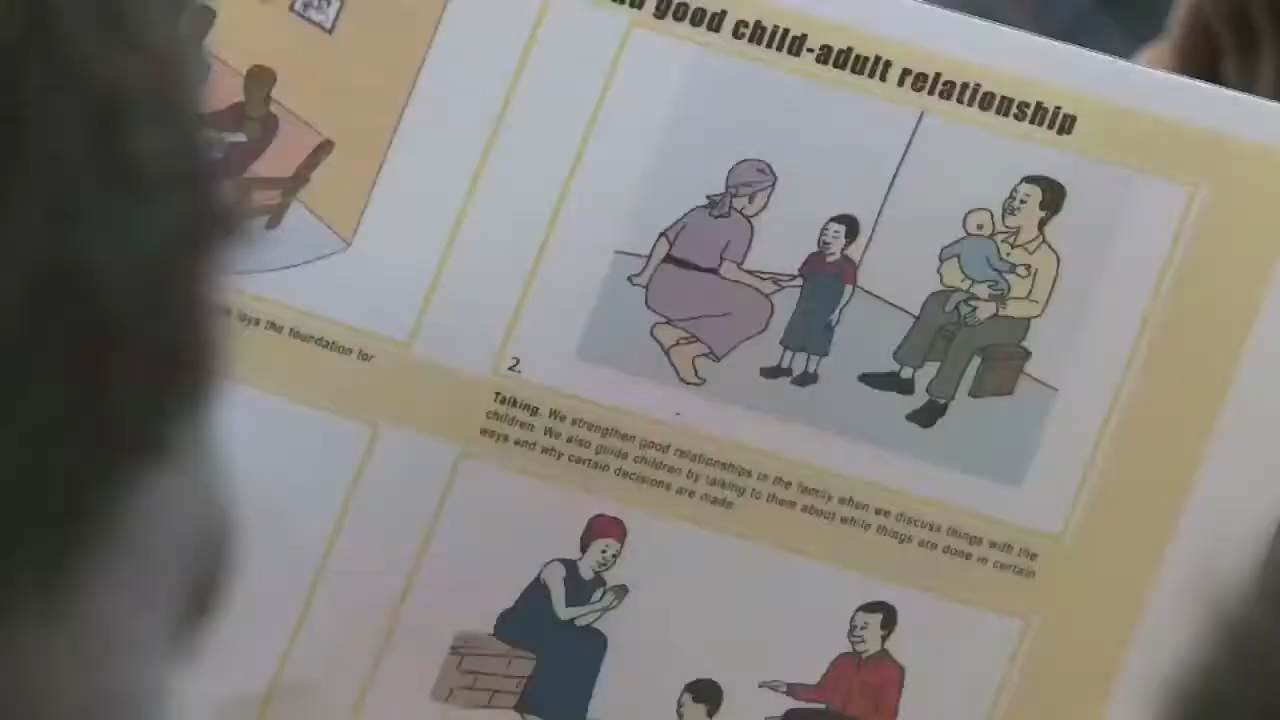 good child-adult relationship
lays the foundation for
2.
Talking. We strengthen good relationships in the family when we discuss things with the
children. We also guide children by talking to them about while things are done in certain
ways and why certain decisions are made.